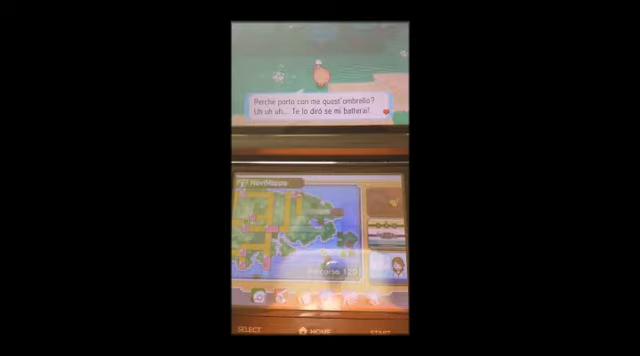 Perché porto con me quest'ombrello?
Uh uh uh... Te lo dirò se mi batterai!
NaviMappa
Percorso 120
SELECT
HOME
START